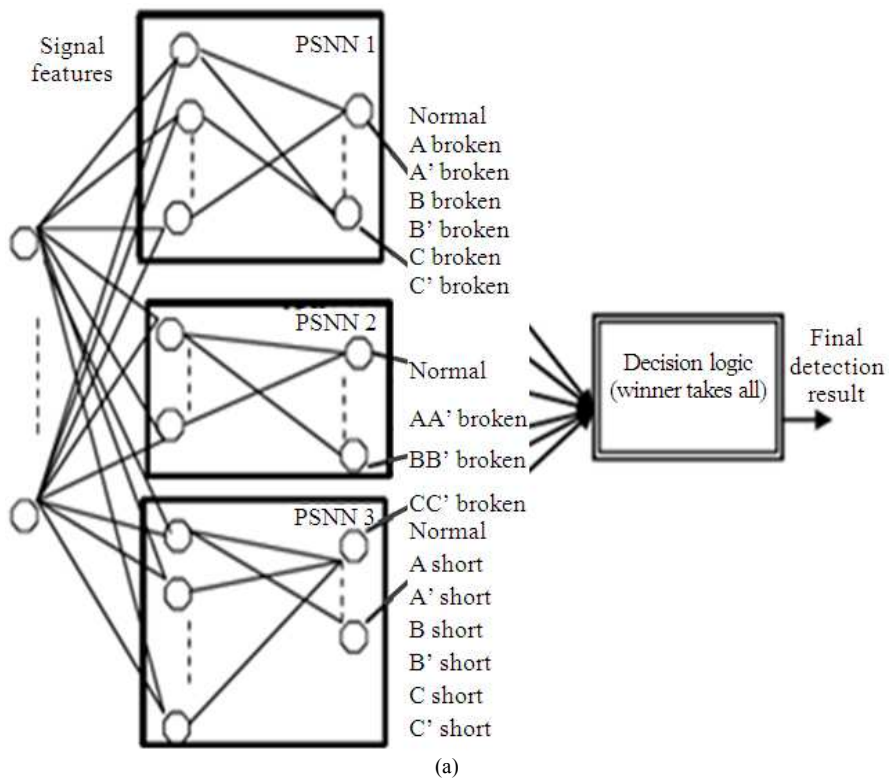 Signal
features
PSNN 1
Normal
A broken
A’ broken
B broken
B’ broken
C broken
C’ broken
PSNN 2
Normal
AA’ broken
BB’ broken
CC’ broken
PSNN 3
Normal
A short
A’ short
B short
B’ short
C short
C’ short
Decision logic
(winner takes all)
Final
detection
result
(a)